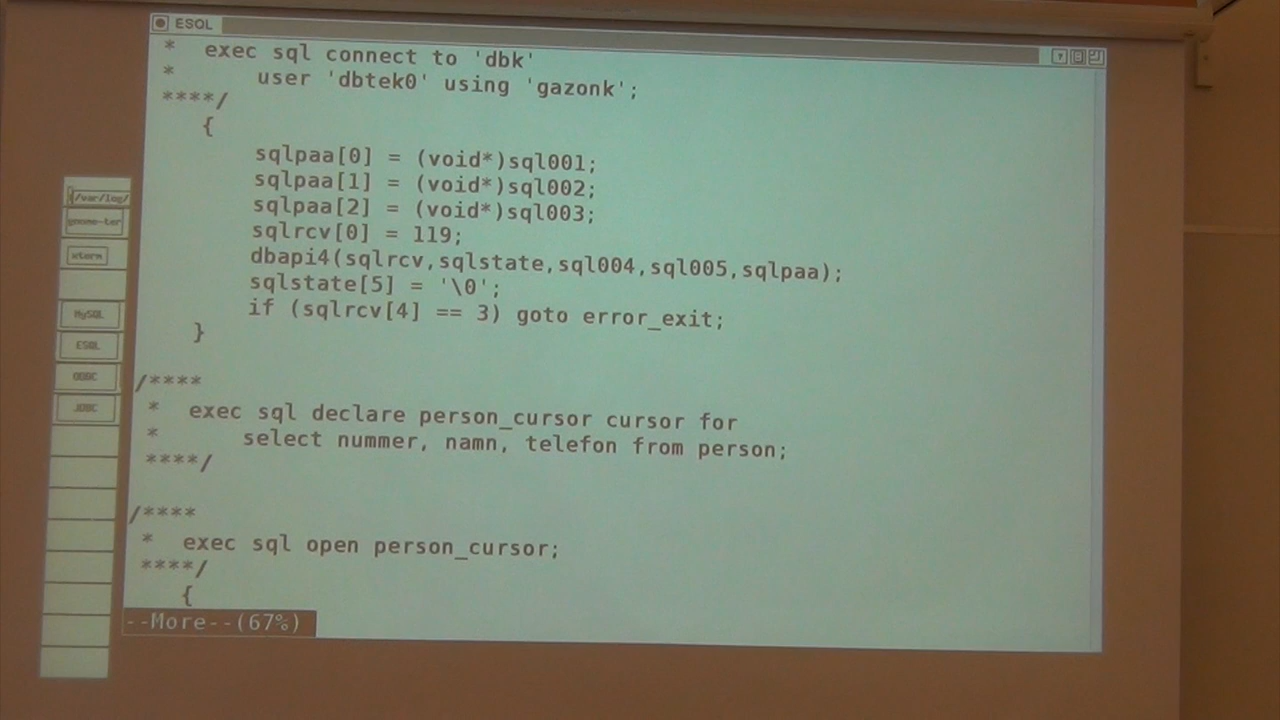 ESQL
*  exec sql connect to 'dbk'
*      user 'dbtek0' using 'gazonk';
****/
{
sqlpaa[0] = (void*)sql001;
sqlpaa[1] = (void*)sql002;
sqlpaa[2] = (void*)sql003;
sqlrcv[0] = 119;
dbapi4(sqlrcv,sqlstate,sql004,sql005,sqlpaa);
sqlstate[5] = '\0';
if (sqlrcv[4] == 3) goto error_exit;
}
/****
*  exec sql declare person_cursor cursor for
*      select nummer, namn, telefon from person;
****/
/****
*  exec sql open person_cursor;
****/
{
--More--(67%)
/var/log/
gnome-ter
xterm
MySQL
ESQL
ODBC
JDBC